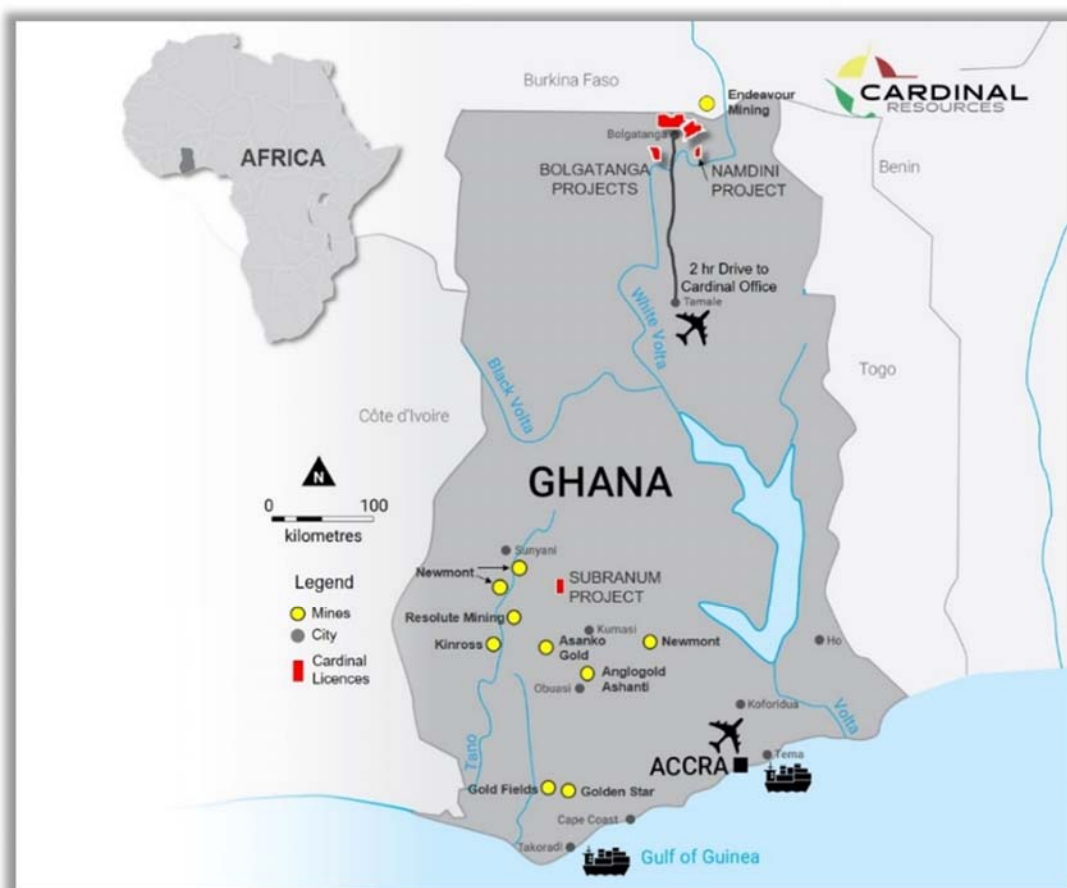 Burkina Faso
CARDINAL
RESOURCES
Endeavour
Mining
AFRICA
Bolgatanga
BOLGATANGA
PROJECTS
NAMDINI
PROJECT
Benin
2 hr Drive to
Cardinal Office
Tamale
White Volta
Black Volta
Togo
Côte d'Ivoire
GHANA
N
0 100
kilometres
Legend
Mines
City
Cardinal
Licences
Sunyani
Newmont
SUBRANUM
PROJECT
Resolute Mining
Kumasi
Kinross
Asanko
Gold
Newmont
Ho
Anglogold
Ashanti
Obuasi
Koforidua
Volta
Tano
Tema
ACCRA
Gold Fields
Golden Star
Cape Coast
Takoradi
Gulf of Guinea